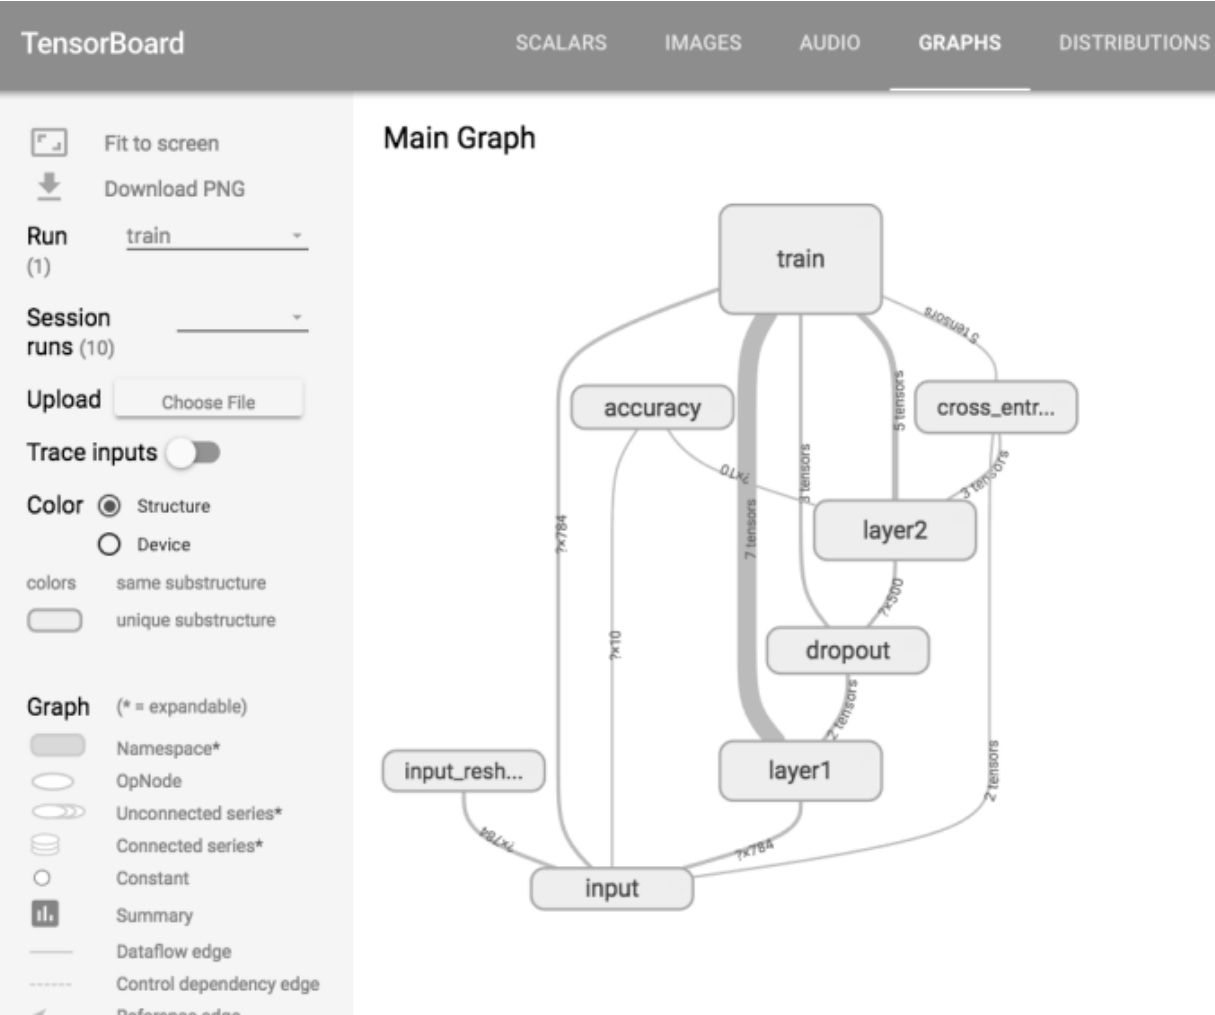 TensorBoard
SCALARS
IMAGES
AUDIO
GRAPHS
DISTRIBUTIONS
Fit to screen
Download PNG
Run
(1)
train
Session
runs (10)
Upload
Choose File
Trace inputs
Color
Structure
Device
colors
same substructure
unique substructure
Graph
(* = expandable)
Namespace*
OpNode
Unconnected series*
Connected series*
Constant
Summary
Dataflow edge
Control dependency edge
Reference edge
Main Graph
train
5 tensors
accuracy
5 tensors
cross_entr...
?×10
3 tensors
3 tensors
layer2
?×784
7 tensors
?×500
?×10
dropout
2 tensors
input_resh...
layer1
2 tensors
?×784
?×784
input